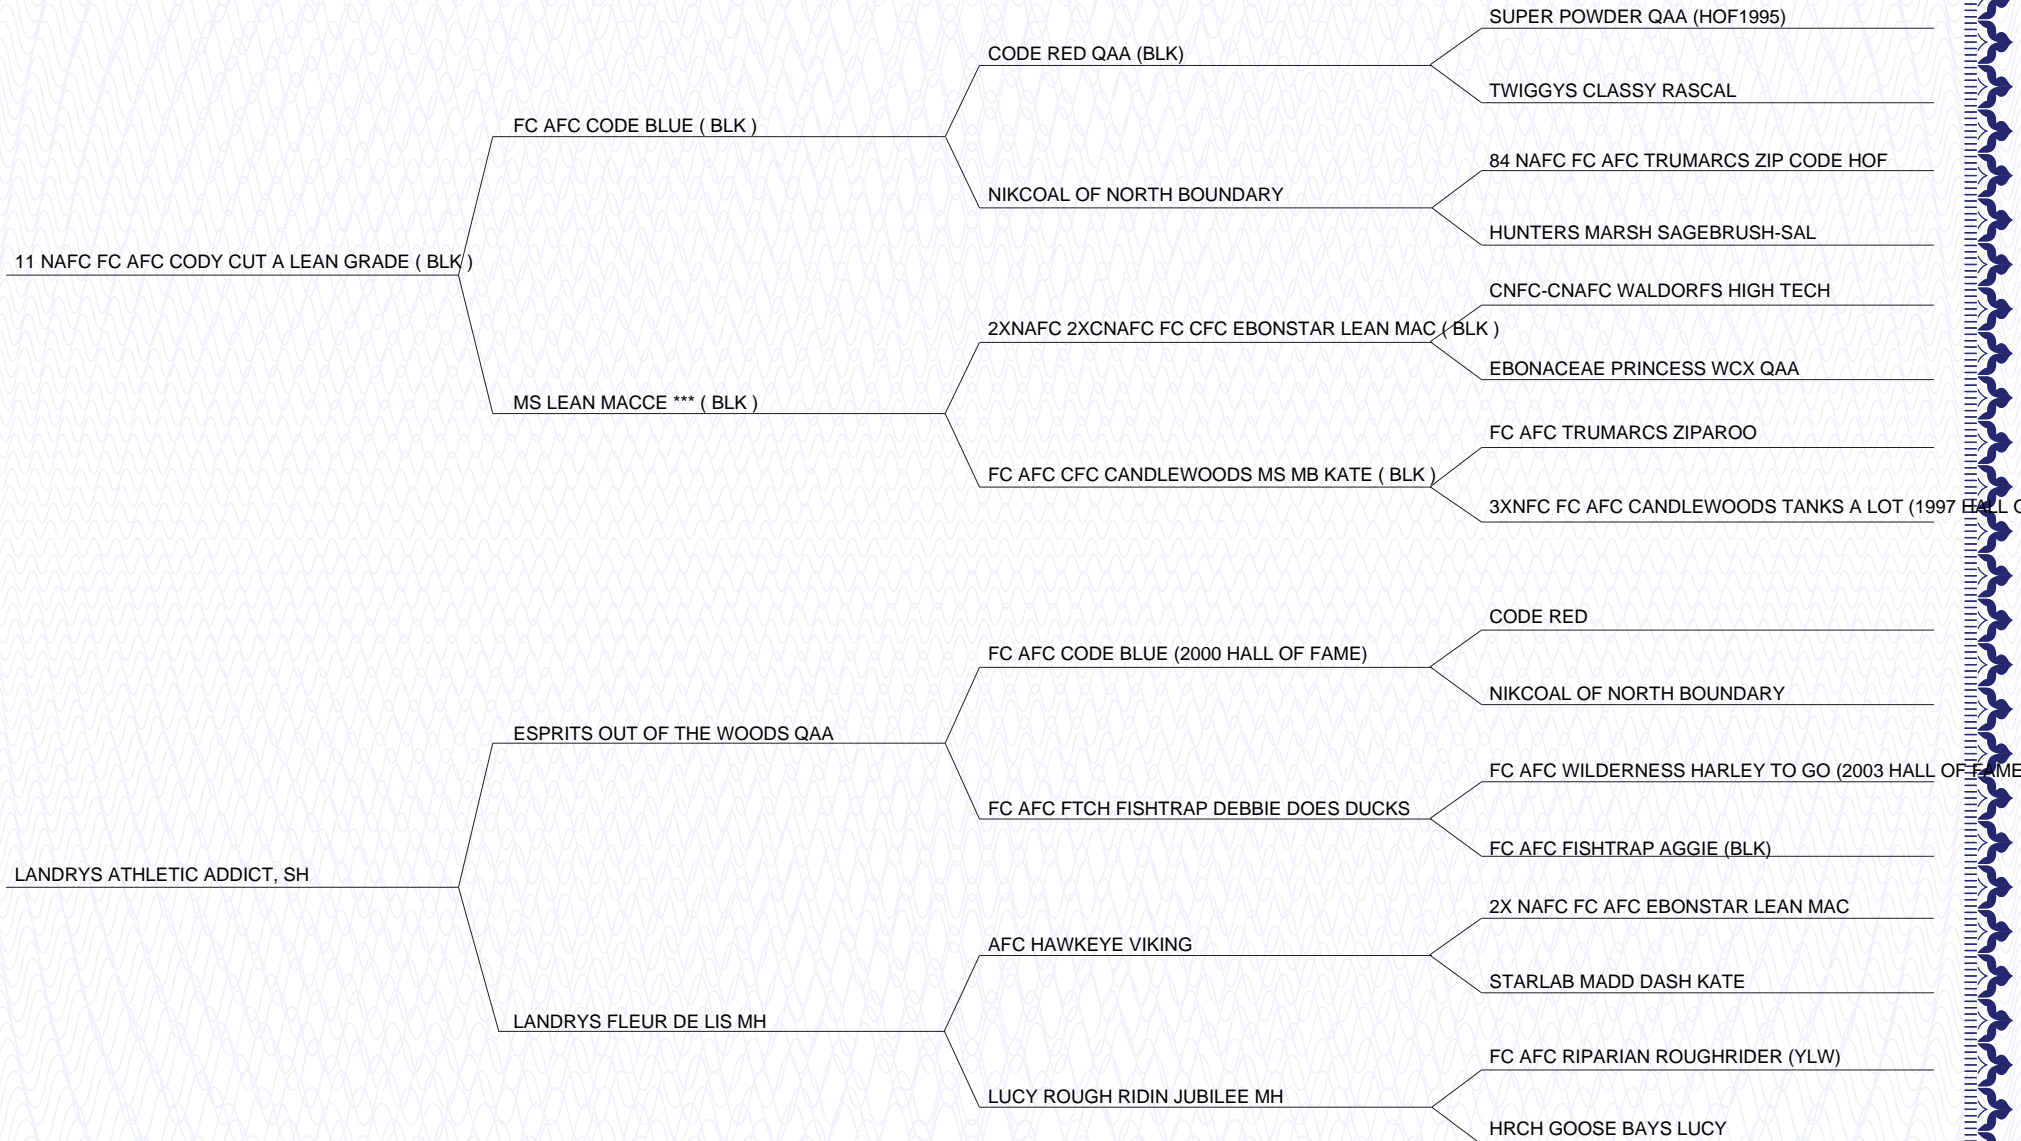 SUPER POWDER QAA (HOF1995)
CODE RED QAA (BLK)
TWIGGYS CLASSY RASCAL
FC AFC CODE BLUE ( BLK )
84 NAFC FC AFC TRUMARCS ZIP CODE HOF
NIKCOAL OF NORTH BOUNDARY
HUNTERS MARSH SAGEBRUSH-SAL
11 NAFC FC AFC CODY CUT A LEAN GRADE ( BLK )
CNFC-CNAFC WALDORFS HIGH TECH
2XNAFC 2XCNAFC FC CFC EBONSTAR LEAN MAC ( BLK )
EBONACEAE PRINCESS WCX QAA
MS LEAN MACCE *** ( BLK )
FC AFC TRUMARCS ZIPAROO
FC AFC CFC CANDLEWOODS MS MB KATE ( BLK )
3XNFC FC AFC CANDLEWOODS TANKS A LOT (1997 HALL
CODE RED
FC AFC CODE BLUE (2000 HALL OF FAME)
NIKCOAL OF NORTH BOUNDARY
ESPRITS OUT OF THE WOODS QAA
FC AFC WILDERNESS HARLEY TO GO (2003 HALL OF FAME
FC AFC FTCH FISHTRAP DEBBIE DOES DUCKS
FC AFC FISHTRAP AGGIE (BLK)
LANDRYS ATHLETIC ADDICT, SH
2X NAFC FC AFC EBONSTAR LEAN MAC
AFC HAWKEYE VIKING
STARLAB MADD DASH KATE
LANDRYS FLEUR DE LIS MH
FC AFC RIPARIAN ROUGHRIDER (YLW)
LUCY ROUGH RIDIN JUBILEE MH
HRCH GOOSE BAYS LUCY